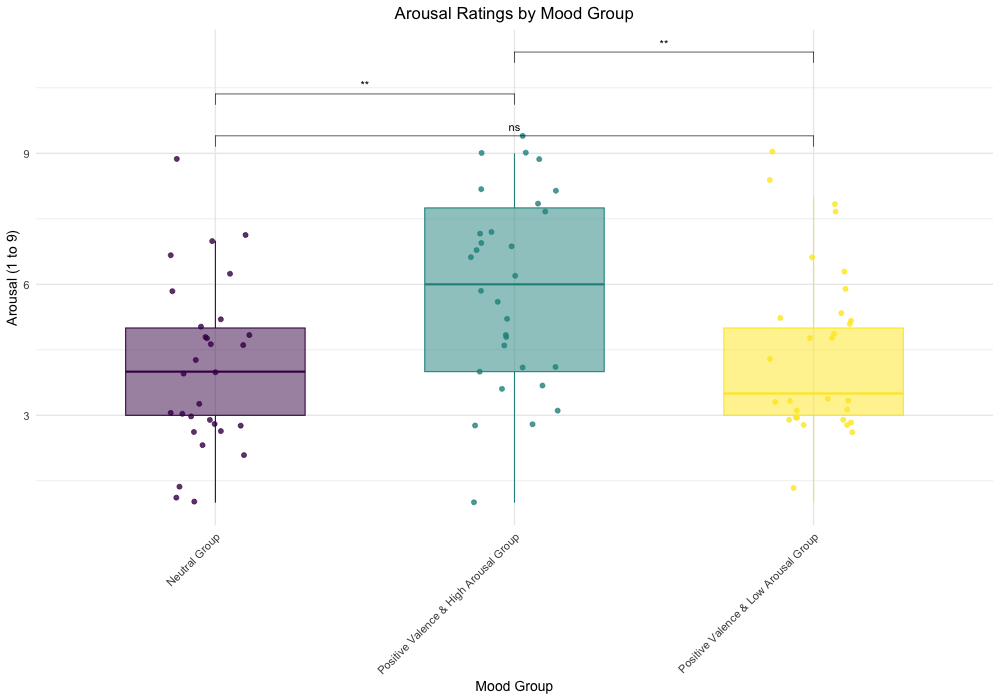 Arousal Ratings by Mood Group
**
**
ns
9
6
3
Arousal (1 to 9)
Neutral Group
Positive Valence & High Arousal Group
Positive Valence & Low Arousal Group
Mood Group